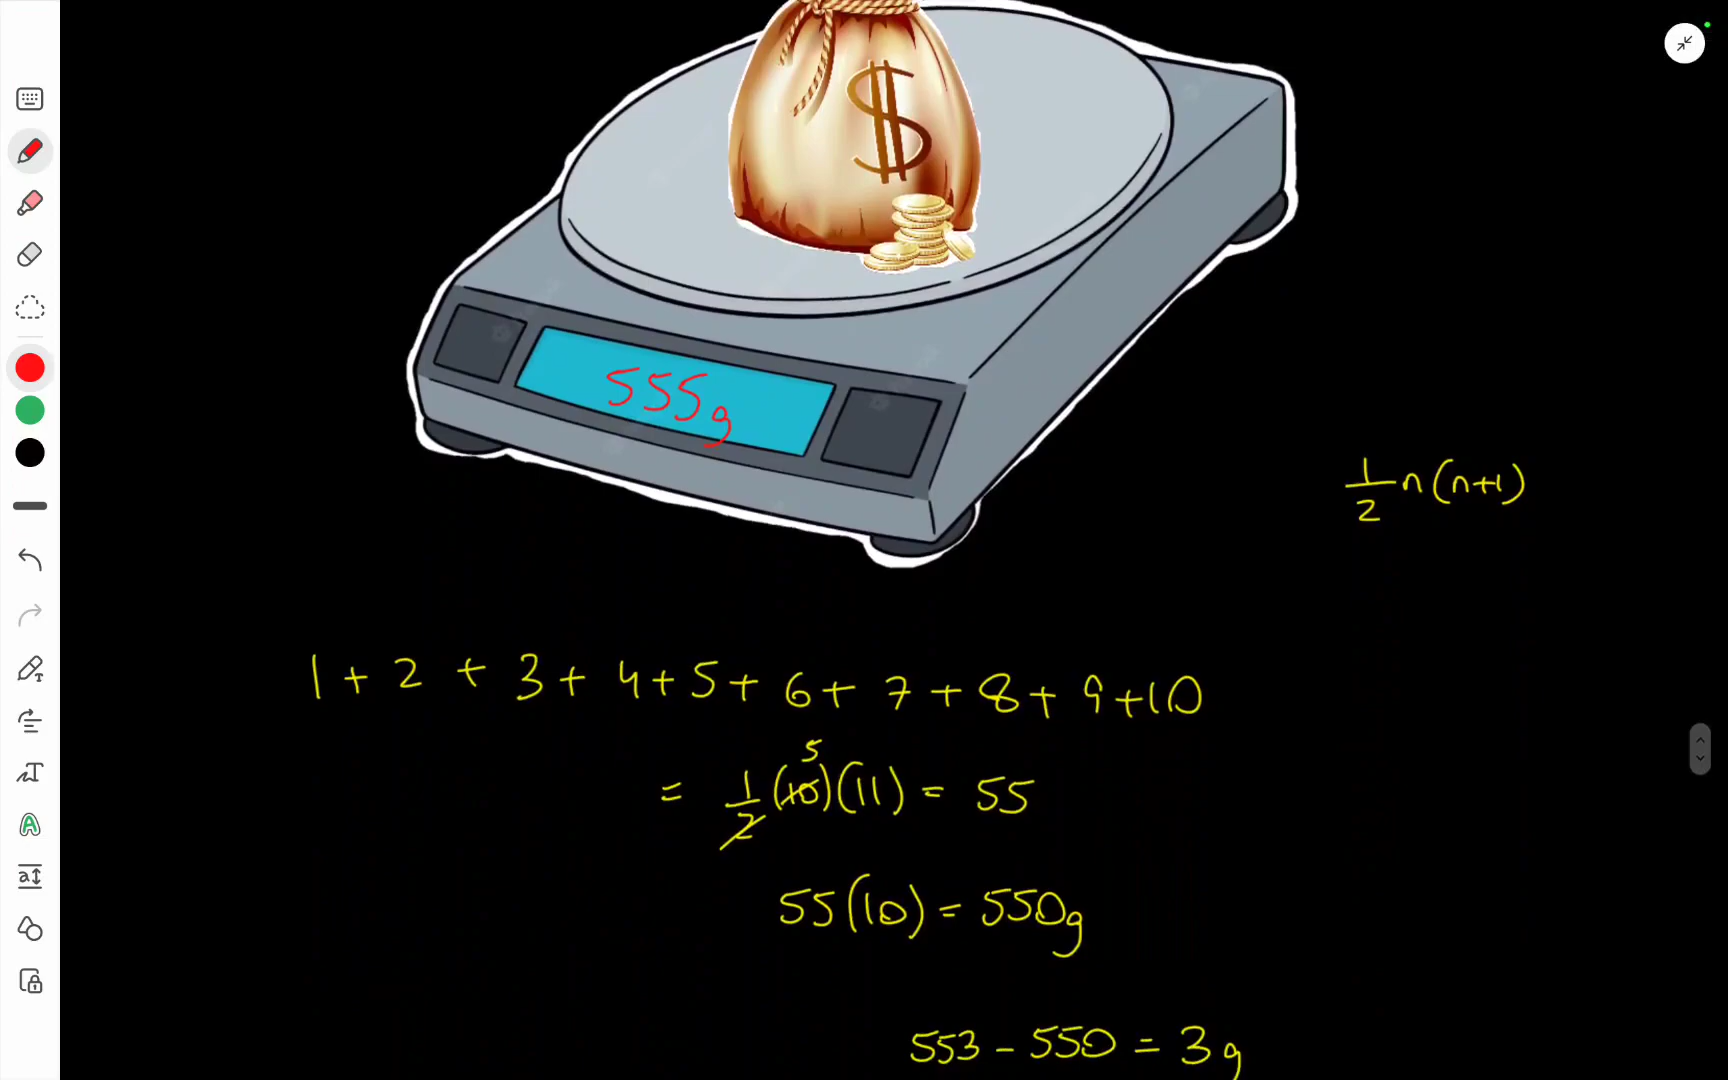 $
555g
1/2 n(n+1)
1 + 2 + 3 + 4 + 5 + 6 + 7 + 8 + 9 + 10
5
= 1/2 (10)(11) = 55
55(10) = 550g
553 - 550 = 3g